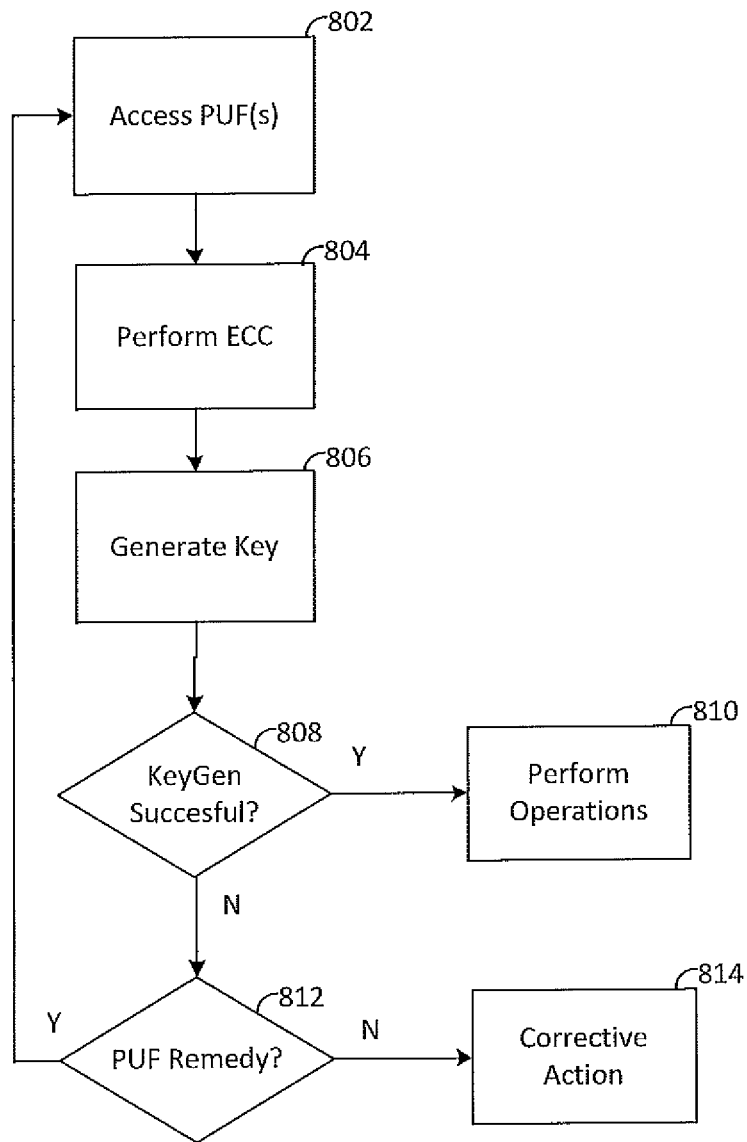 802
Access PUF(s)
804
Perform ECC
806
Generate Key
808
KeyGen
Succesful?
Y
810
Perform
Operations
N
812
PUF Remedy?
Y
N
814
Corrective
Action